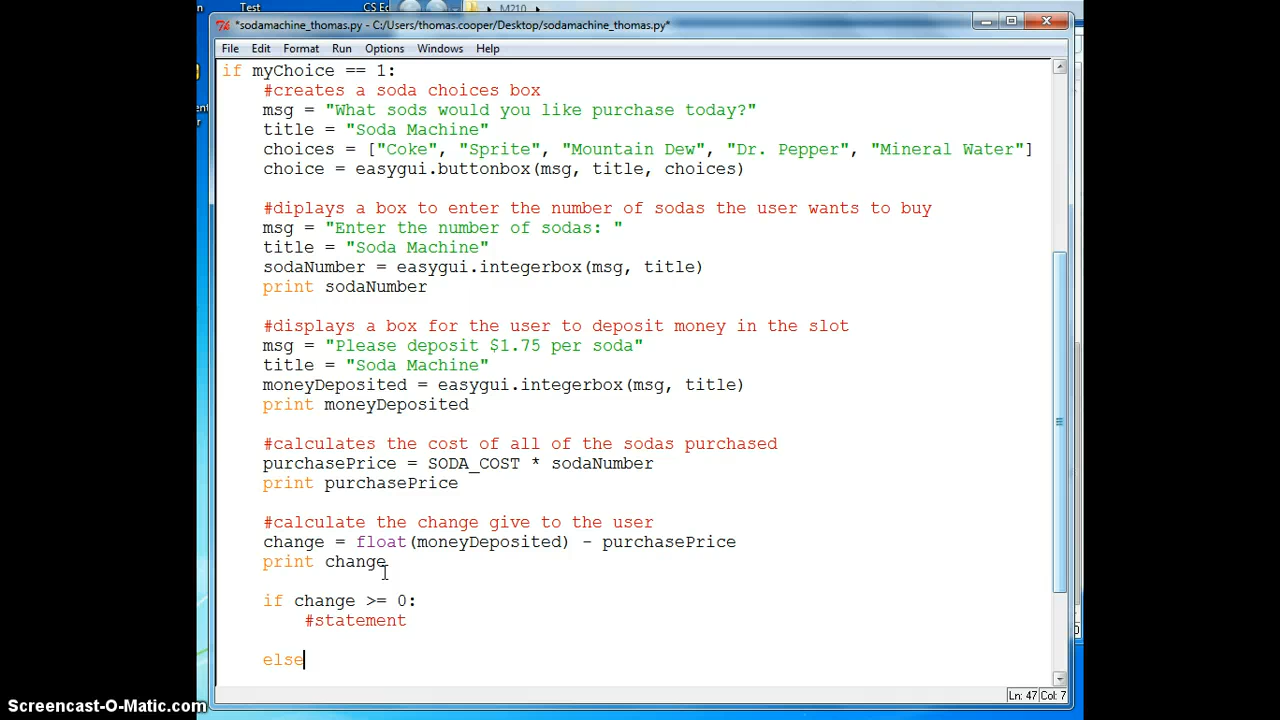 Test
CS Ec
M210
*sodamachine_thomas.py - C:/Users/thomas.cooper/Desktop/sodamachine_thomas.py*
File Edit Format Run Options Windows Help
if myChoice == 1:
    #creates a soda choices box
    msg = "What sods would you like purchase today?"
    title = "Soda Machine"
    choices = ["Coke", "Sprite", "Mountain Dew", "Dr. Pepper", "Mineral Water"]
    choice = easygui.buttonbox(msg, title, choices)
    #diplays a box to enter the number of sodas the user wants to buy
    msg = "Enter the number of sodas: "
    title = "Soda Machine"
    sodaNumber = easygui.integerbox(msg, title)
    print sodaNumber
    #displays a box for the user to deposit money in the slot
    msg = "Please deposit $1.75 per soda"
    title = "Soda Machine"
    moneyDeposited = easygui.integerbox(msg, title)
    print moneyDeposited
    #calculates the cost of all of the sodas purchased
    purchasePrice = SODA_COST * sodaNumber
    print purchasePrice
    #calculate the change give to the user
    change = float(moneyDeposited) - purchasePrice
    print change
    if change >= 0:
        #statement
    else
Ln: 47 Col: 7
Screencast-O-Matic.com